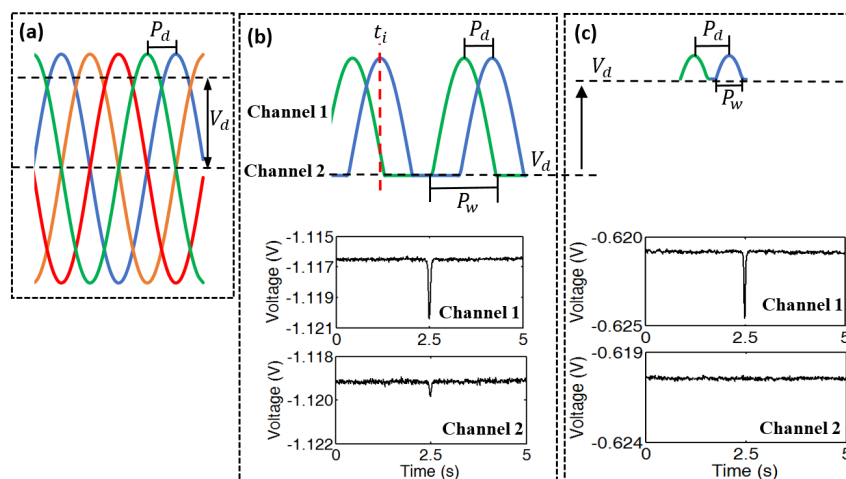 (a)
P_d
V_d
(b)
t_i
P_d
Channel 1
Channel 2
V_d
P_w
-1.115
-1.117
-1.119
-1.121
Voltage (V)
Channel 1
0
2.5
5
-1.118
-1.120
-1.122
Voltage (V)
Channel 2
0
2.5
5
Time (s)
(c)
P_d
V_d
P_w
-0.620
-0.625
Voltage (V)
Channel 1
0
2.5
5
-0.619
-0.624
Voltage (V)
Channel 2
0
2.5
5
Time (s)